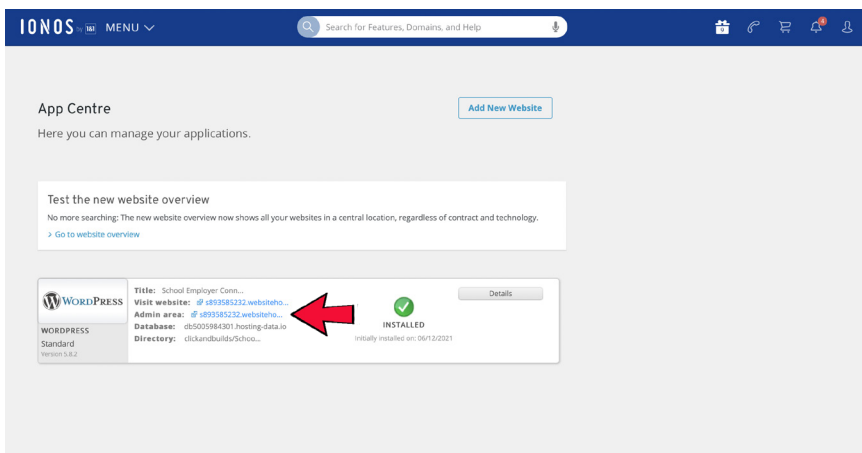 IONOS by 1&1 MENU Search for Features, Domains, and Help 9 4
App Centre
Add New Website
Here you can manage your applications.
Test the new website overview
No more searching: The new website overview now shows all your websites in a central location, regardless of contract and technology.
> Go to website overview
WORDPRESS
WORDPRESS
Standard
Version 5.8.2
Title: School Employer Conn...
Visit website: s893585232.websiteho...
Admin area: s893585232.websiteho...
Database: db5005984301.hosting-data.io
Directory: clickandbuilds/Schoo...
INSTALLED
Initially installed on: 06/12/2021
Details